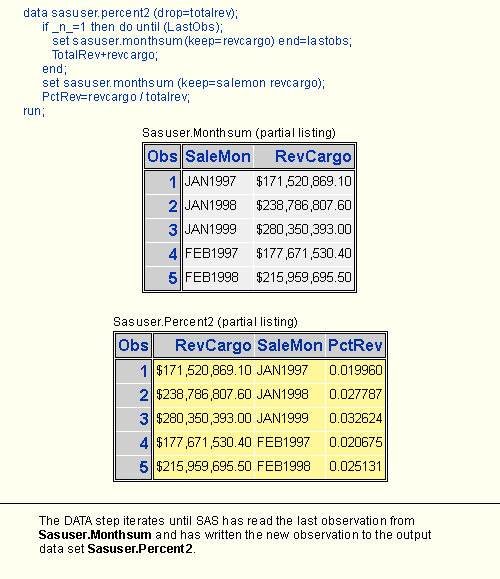 data sasuser.percent2 (drop=totalrev);
if _n_=1 then do until (LastObs);
set sasuser.monthsum(keep=revcargo) end=lastobs;
TotalRev+revcargo;
end;
set sasuser.monthsum (keep=salemon revcargo);
PctRev=revcargo / totalrev;
run;
Sasuser.Monthsum (partial listing)
Obs SaleMon RevCargo
1 JAN1997 $171,520,869.10
2 JAN1998 $238,786,807.60
3 JAN1999 $280,350,393.00
4 FEB1997 $177,671,530.40
5 FEB1998 $215,959,695.50
Sasuser.Percent2 (partial listing)
Obs RevCargo SaleMon PctRev
1 $171,520,869.10 JAN1997 0.019960
2 $238,786,807.60 JAN1998 0.027787
3 $280,350,393.00 JAN1999 0.032624
4 $177,671,530.40 FEB1997 0.020675
5 $215,959,695.50 FEB1998 0.025131
The DATA step iterates until SAS has read the last observation from
Sasuser.Monthsum and has written the new observation to the output
data set Sasuser.Percent2.